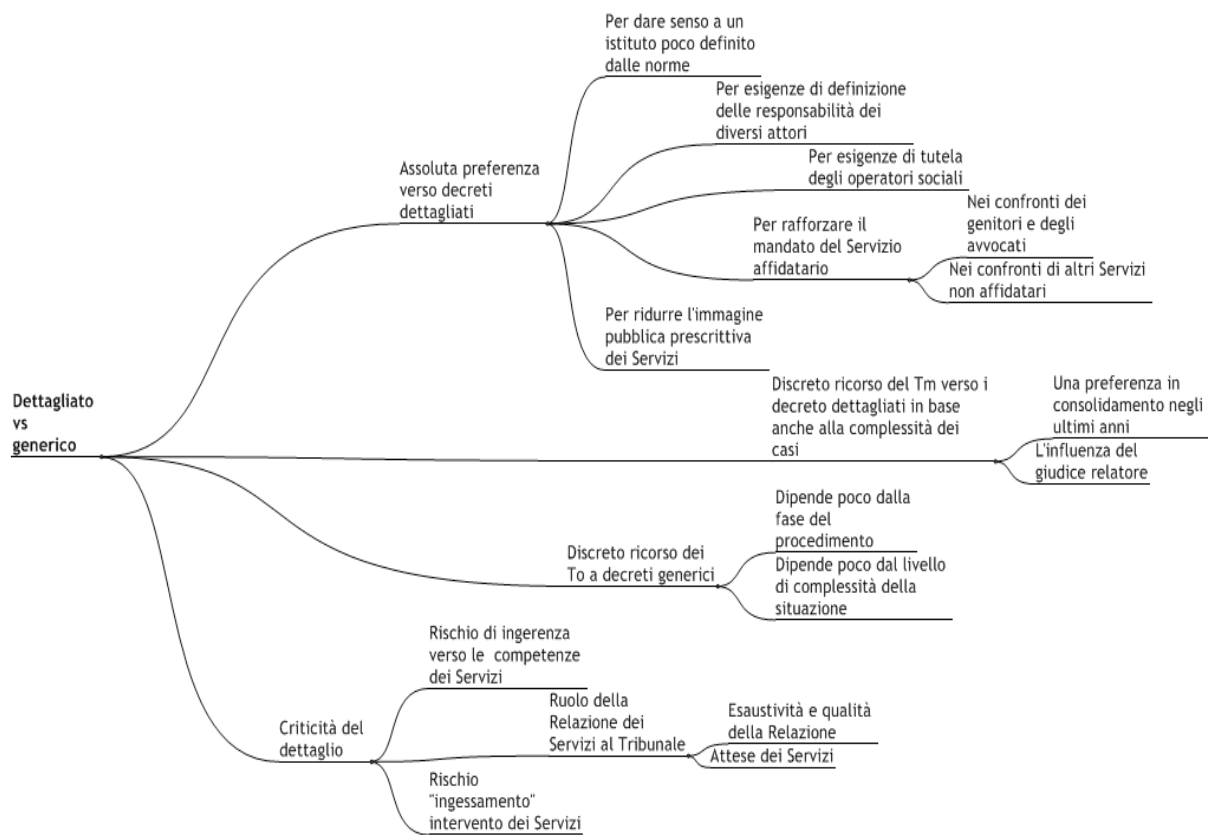 Dettagliato
vs
generico
Assoluta preferenza
verso decreti
dettagliati
Per dare senso a un
istituto poco definito
dalle norme
Per esigenze di definizione
delle responsabilità dei
diversi attori
Per esigenze di tutela
degli operatori sociali
Per rafforzare il
mandato del Servizio
affidatario
Nei confronti dei
genitori e degli
avvocati
Nei confronti di altri Servizi
non affidatari
Per ridurre l'immagine
pubblica prescrittiva
dei Servizi
Discreto ricorso del Tm verso i
decreto dettagliati in base
anche alla complessità dei
casi
Una preferenza in
consolidamento negli
ultimi anni
L'influenza del
giudice relatore
Discreto ricorso dei
To a decreti generici
Dipende poco dalla
fase del
procedimento
Dipende poco dal livello
di complessità della
situazione
Criticità del
dettaglio
Rischio di ingerenza
verso le competenze
dei Servizi
Ruolo della
Relazione dei
Servizi al Tribunale
Esaustività e qualità
della Relazione
Attese dei Servizi
Rischio
"ingessamento"
intervento dei Servizi